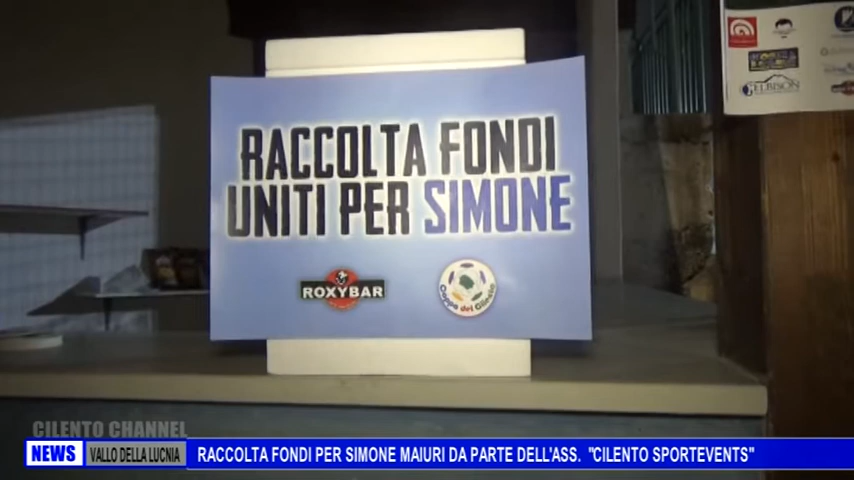 RACCOLTA FONDI
UNITI PER SIMONE
ROXYBAR
Coppa del Cilento
ELBISON
CILENTO CHANNEL
NEWS VALLO DELLA LUCNIA RACCOLTA FONDI PER SIMONE MAIURI DA PARTE DELL'ASS. "CILENTO SPORTEVENTS"